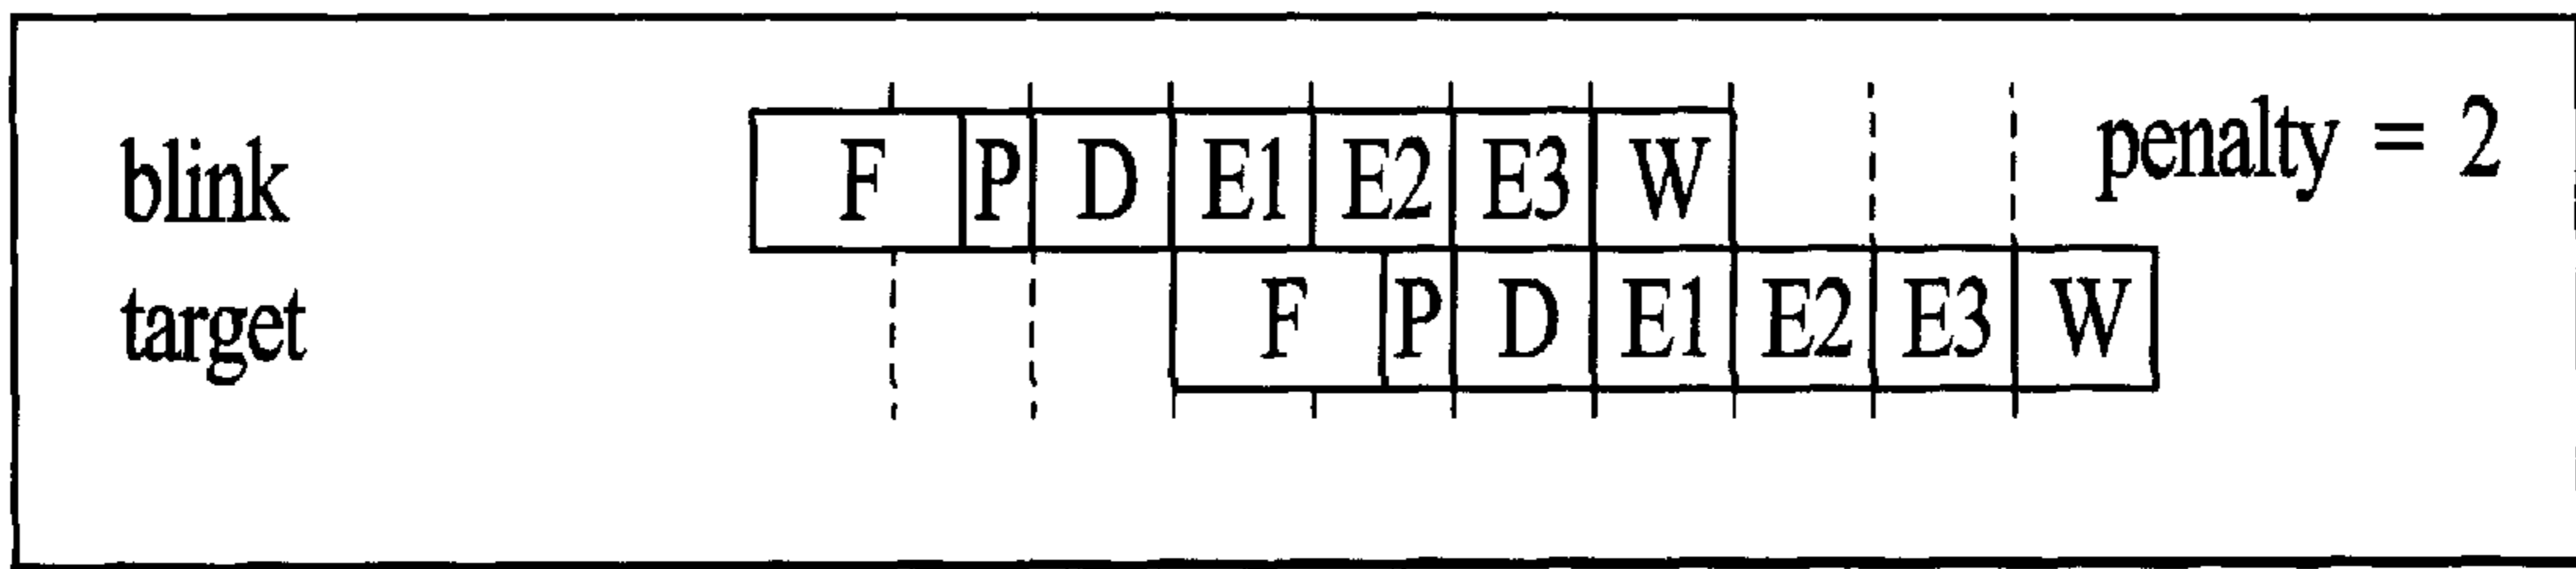 blink F P D E1 E2 E3 W penalty = 2
target F P D E1 E2 E3 W